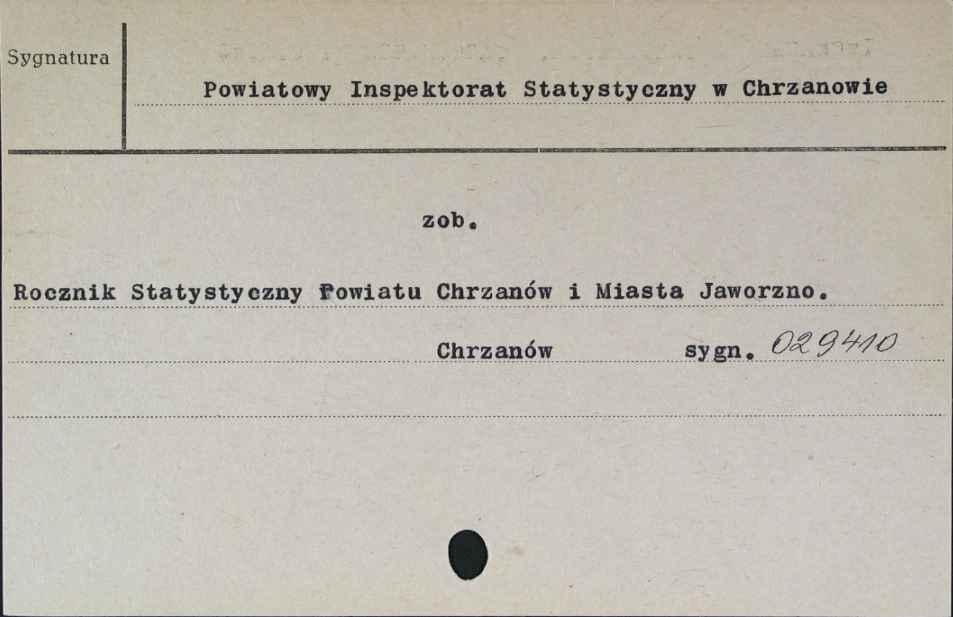 Sygnatura
Powiatowy Inspektorat Statystyczny w Chrzanowie
zob.
Rocznik Statystyczny Powiatu Chrzanów i Miasta Jaworzno.
Chrzanów sygn. 029410